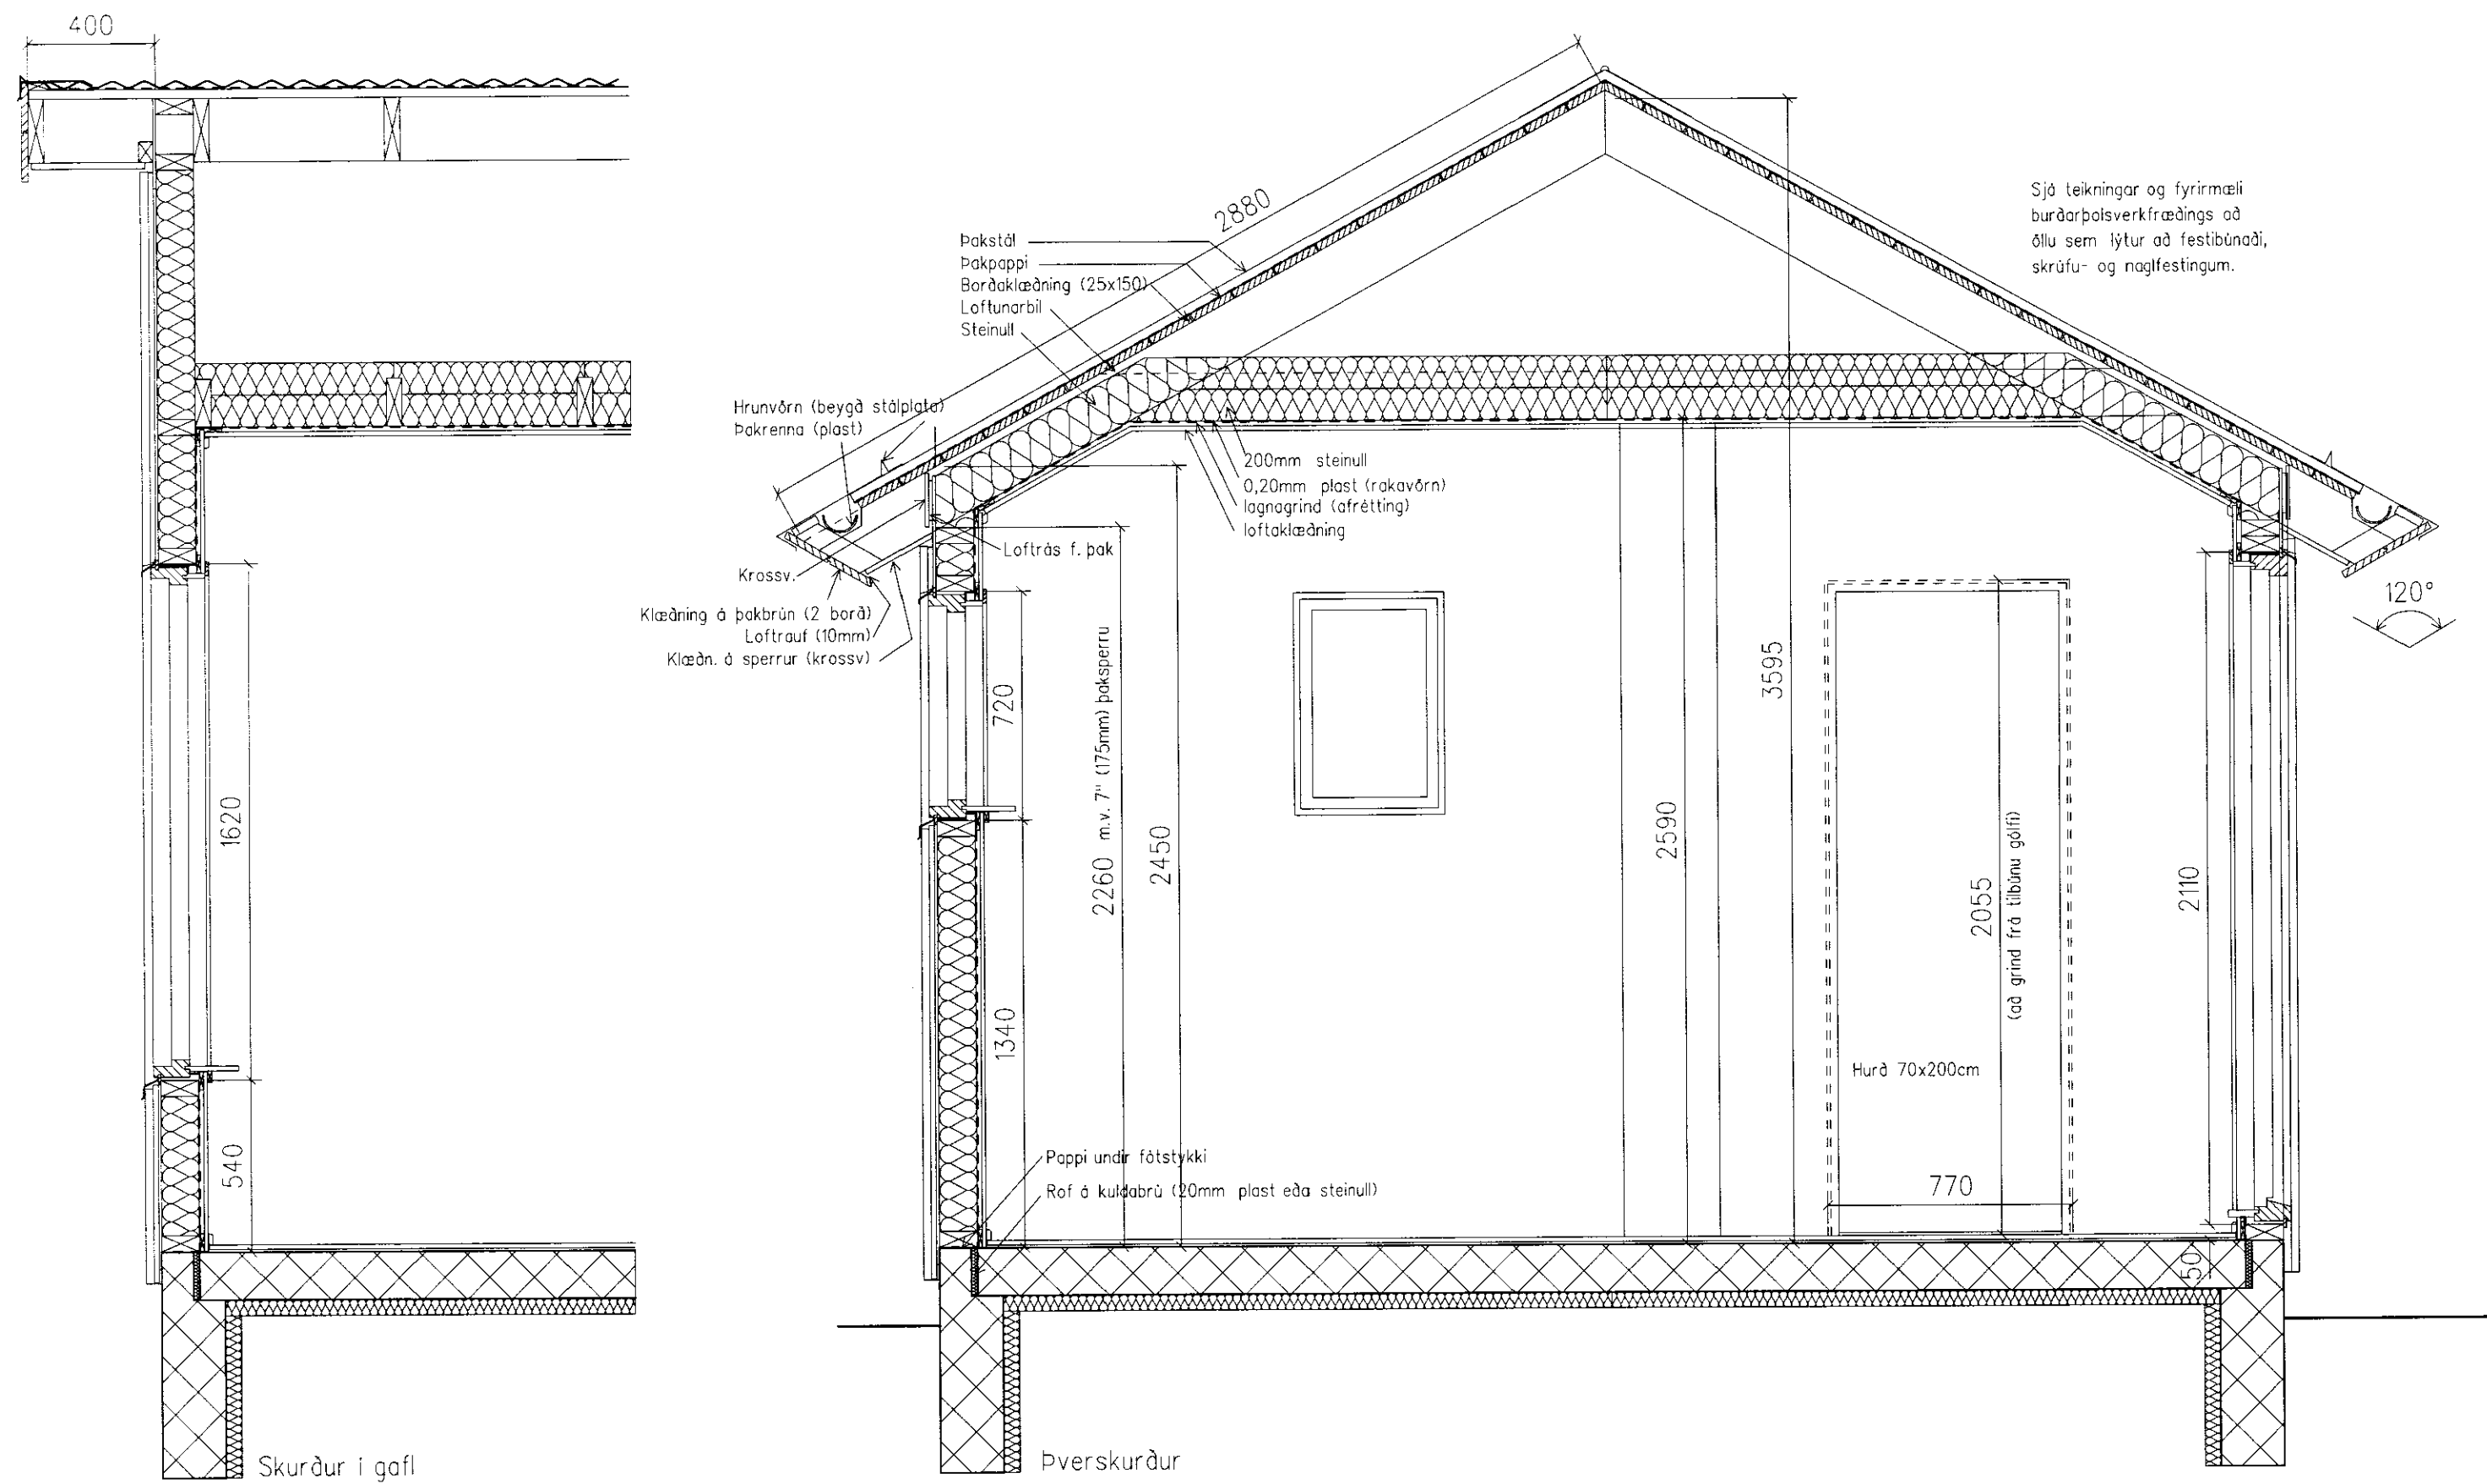 400
2880
Sjá teikningar og fyrirmæli
burðarþolsverkfræðings að
öllu sem lýtur að festibúnaði,
skrúfu- og naglfestingum.
Þakstál
Þakpappi
Borðaklæðning (25x150)
Loftunarbil
Steinull
Hrunvörn (beygð stálplata)
Þakrenna (plast)
200mm steinull
0,20mm plast (rakavörn)
lagnagrind (afrétting)
loftaklæðning
Loftrás f. þak
Krossv.
Klæðning á þakbrún (2 borð)
Loftrauf (10mm)
Klæðn. á sperrur (krossv)
120°
1620
540
720
1340
2260 m.v. 7" (175mm) þaksperru
2450
2590
3595
2055
(að grind frá tilbúnu gólfi)
2110
50
Hurð 70x200cm
770
Pappi undir fótstykki
Rof á kuldabrú (20mm plast eða steinull)
Skurður í gafl
Þverskurður